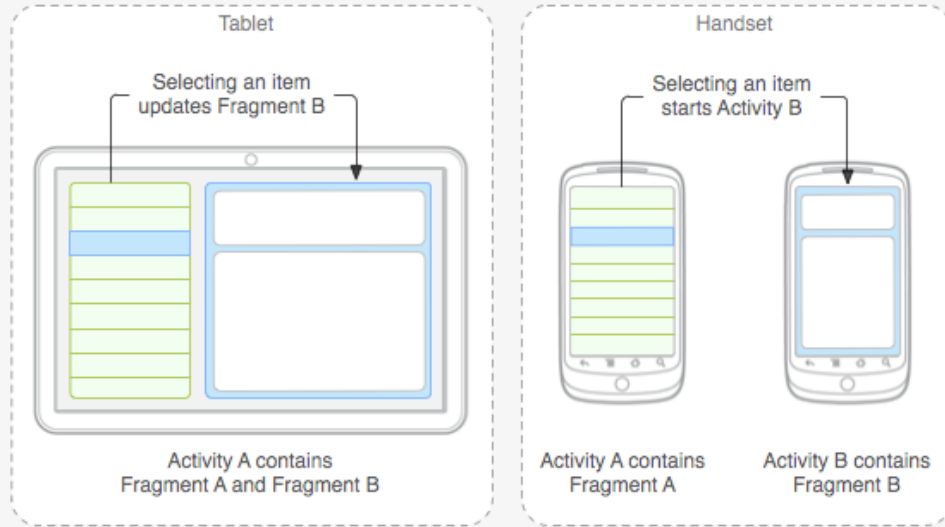 Tablet
Selecting an item
updates Fragment B
Activity A contains
Fragment A and Fragment B
Handset
Selecting an item
starts Activity B
Activity A contains
Fragment A
Activity B contains
Fragment B